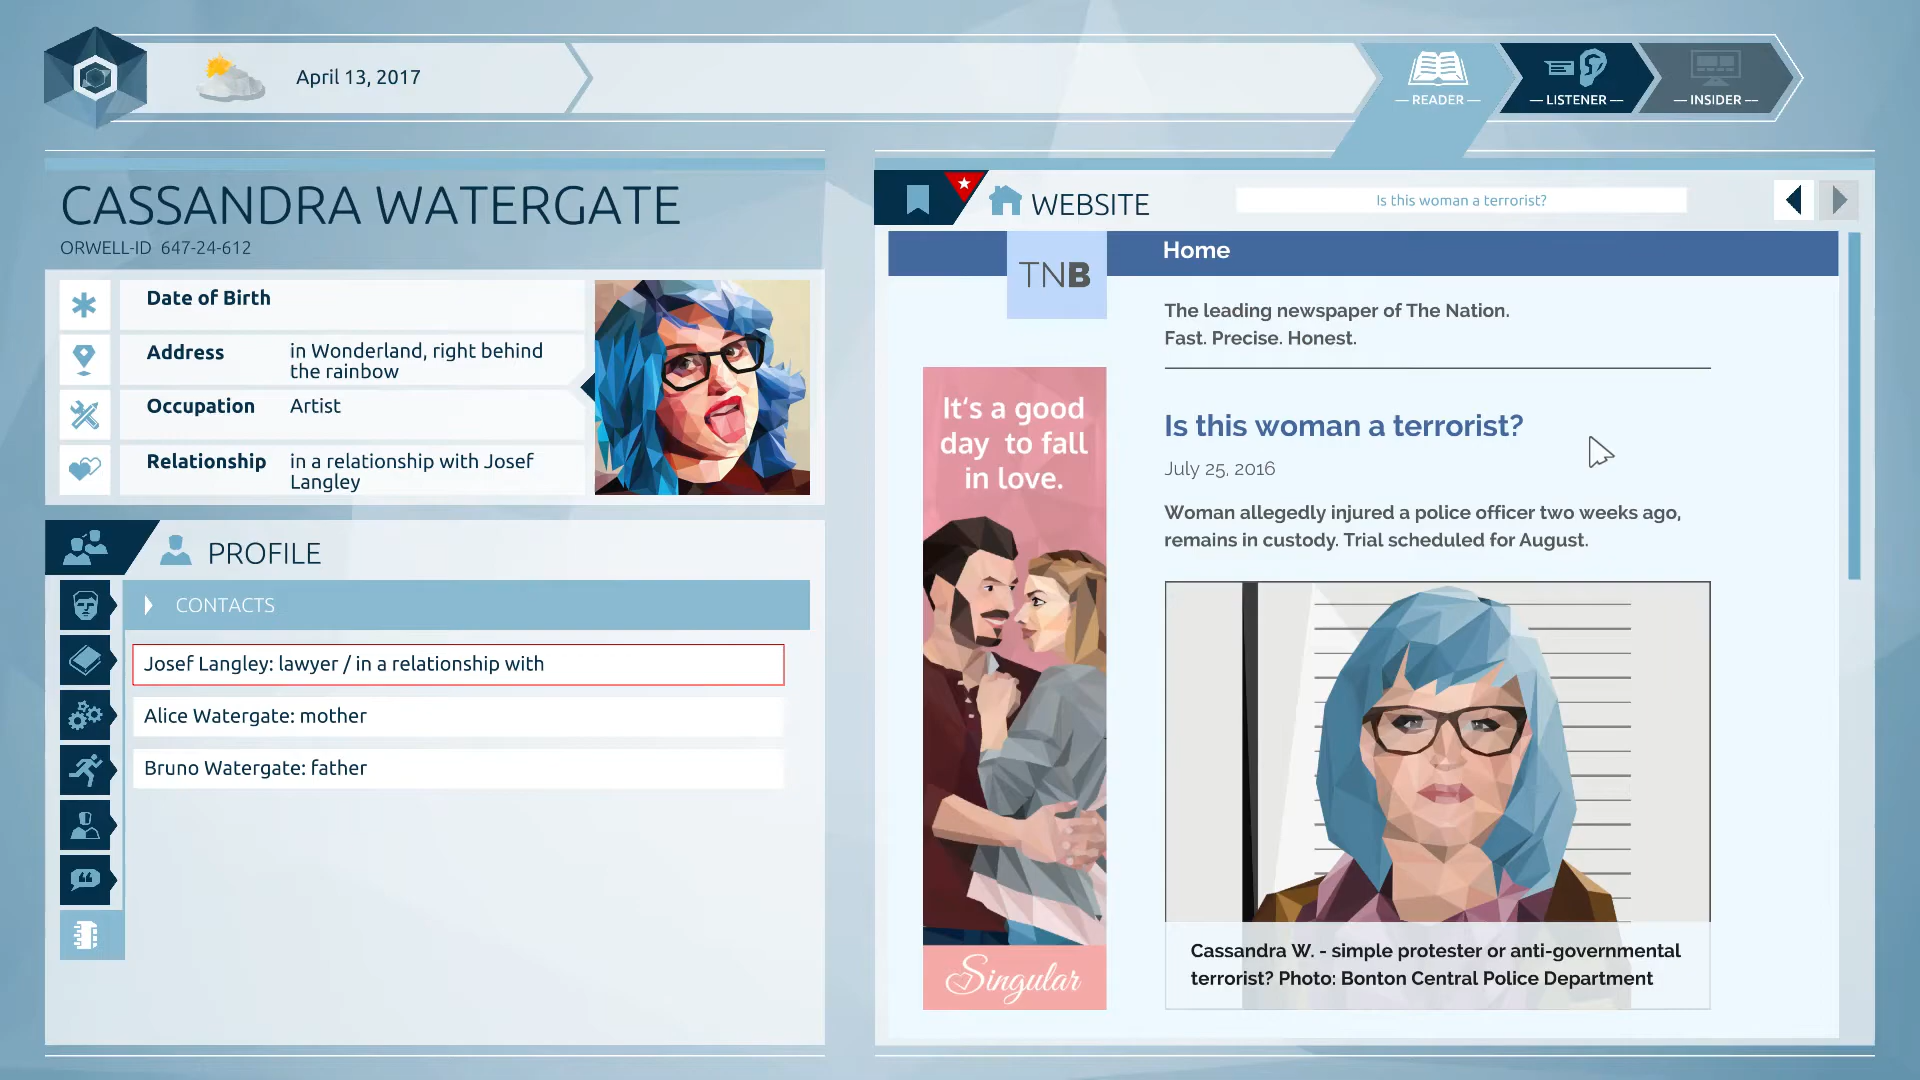 April 13, 2017
READER
LISTENER
INSIDER
CASSANDRA WATERGATE
ORWELL-ID 647-24-612
Date of Birth
Address in Wonderland, right behind
the rainbow
Occupation Artist
Relationship in a relationship with Josef
Langley
PROFILE
CONTACTS
Josef Langley: lawyer / in a relationship with
Alice Watergate: mother
Bruno Watergate: father
WEBSITE
Is this woman a terrorist?
TNB
Home
The leading newspaper of The Nation.
Fast. Precise. Honest.
It's a good
day to fall
in love.
Singular
Is this woman a terrorist?
July 25, 2016
Woman allegedly injured a police officer two weeks ago,
remains in custody. Trial scheduled for August.
Cassandra W. - simple protester or anti-governmental
terrorist? Photo: Bonton Central Police Department